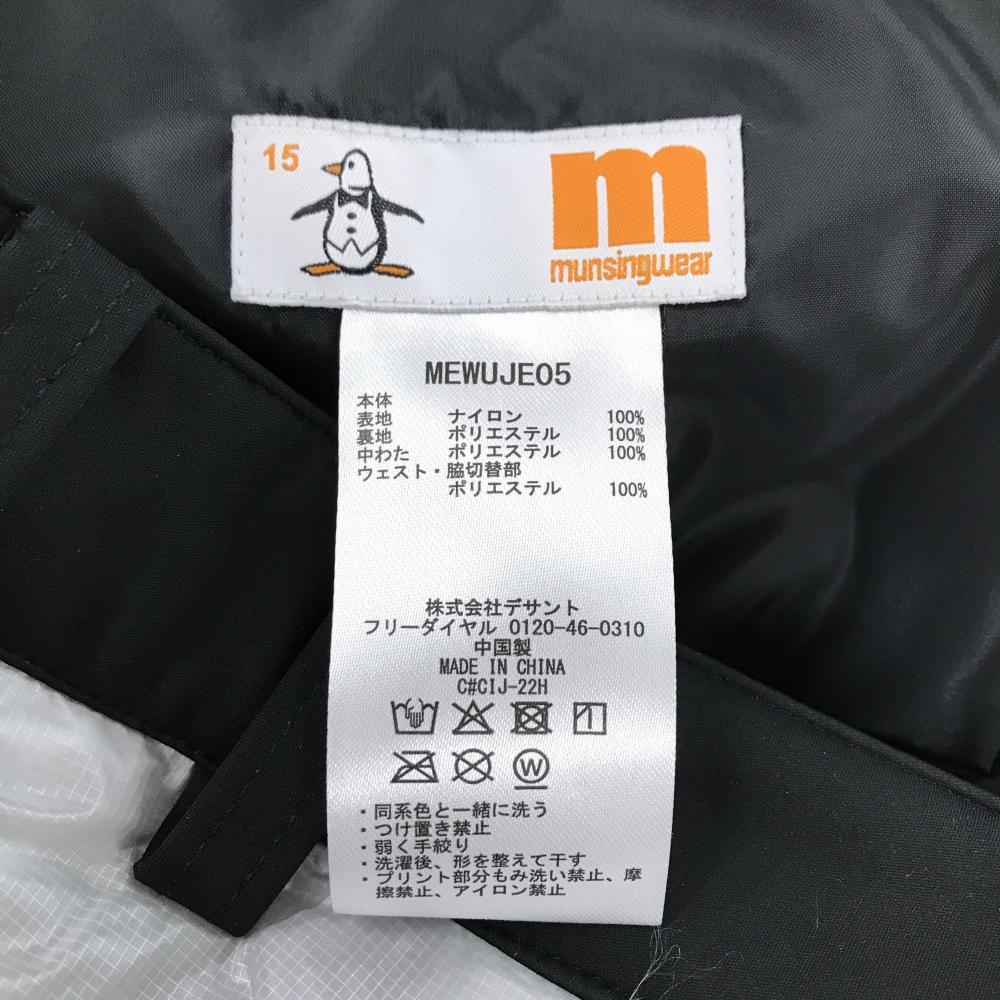 15
m
munsingwear
MEWUJE05
本体
表地 ナイロン 100%
裏地 ポリエステル 100%
中わた ポリエステル 100%
ウェスト・脇切替部
ポリエステル 100%
株式会社デサント
フリーダイヤル 0120-46-0310
中国製
MADE IN CHINA
C#CIJ-22H
W
・同系色と一緒に洗う
・つけ置き禁止
・弱く手絞り
・洗濯後、形を整えて干す
・プリント部分もみ洗い禁止、摩
擦禁止、アイロン禁止